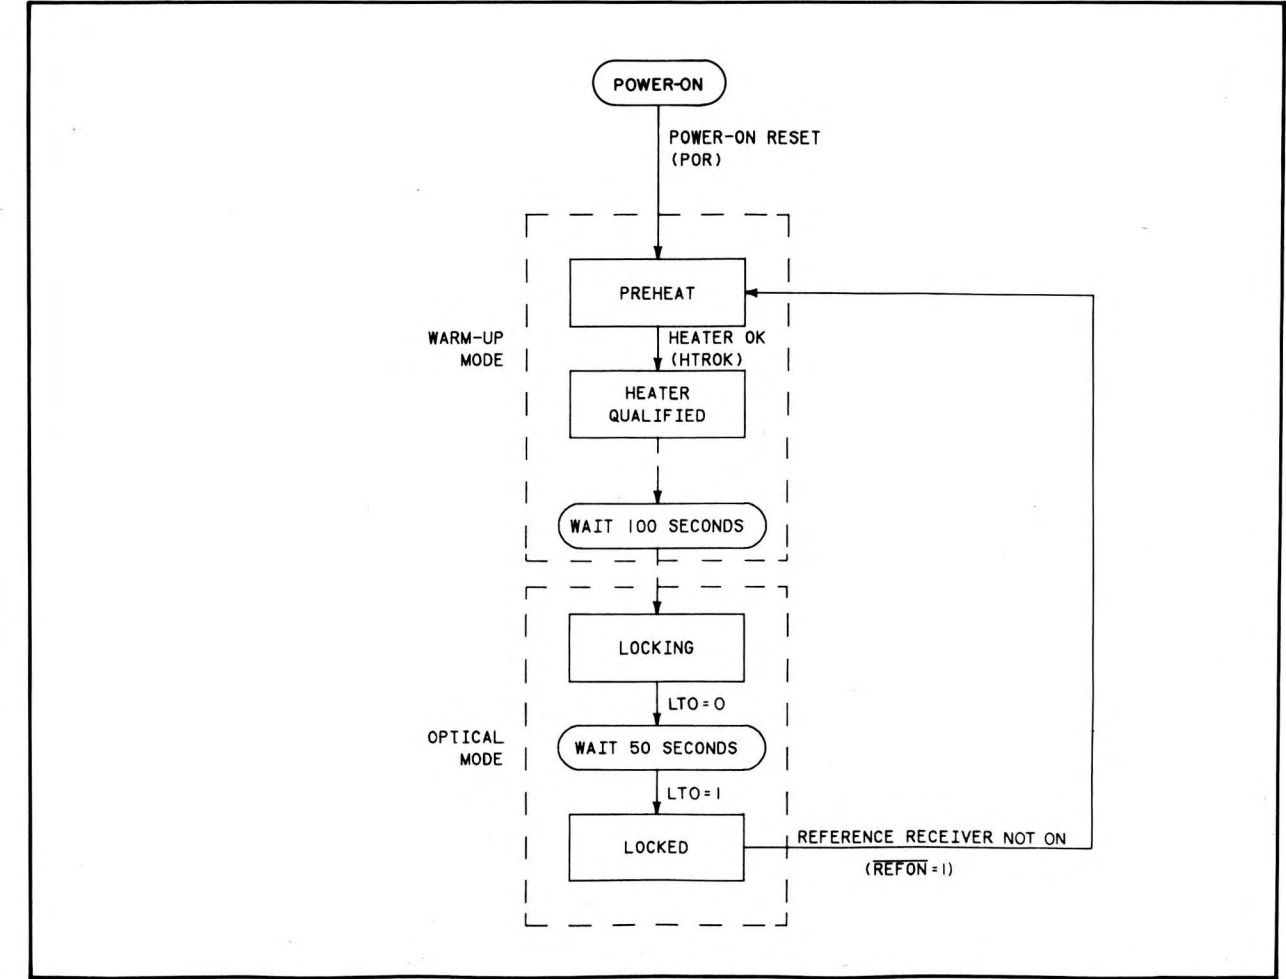 POWER-ON
POWER-ON RESET
(POR)
PREHEAT
WARM-UP
MODE
HEATER OK
(HTROK)
HEATER
QUALIFIED
WAIT 100 SECONDS
LOCKING
LTO=0
OPTICAL
MODE
WAIT 50 SECONDS
LTO=1
LOCKED
REFERENCE RECEIVER NOT ON
(REFON=1)